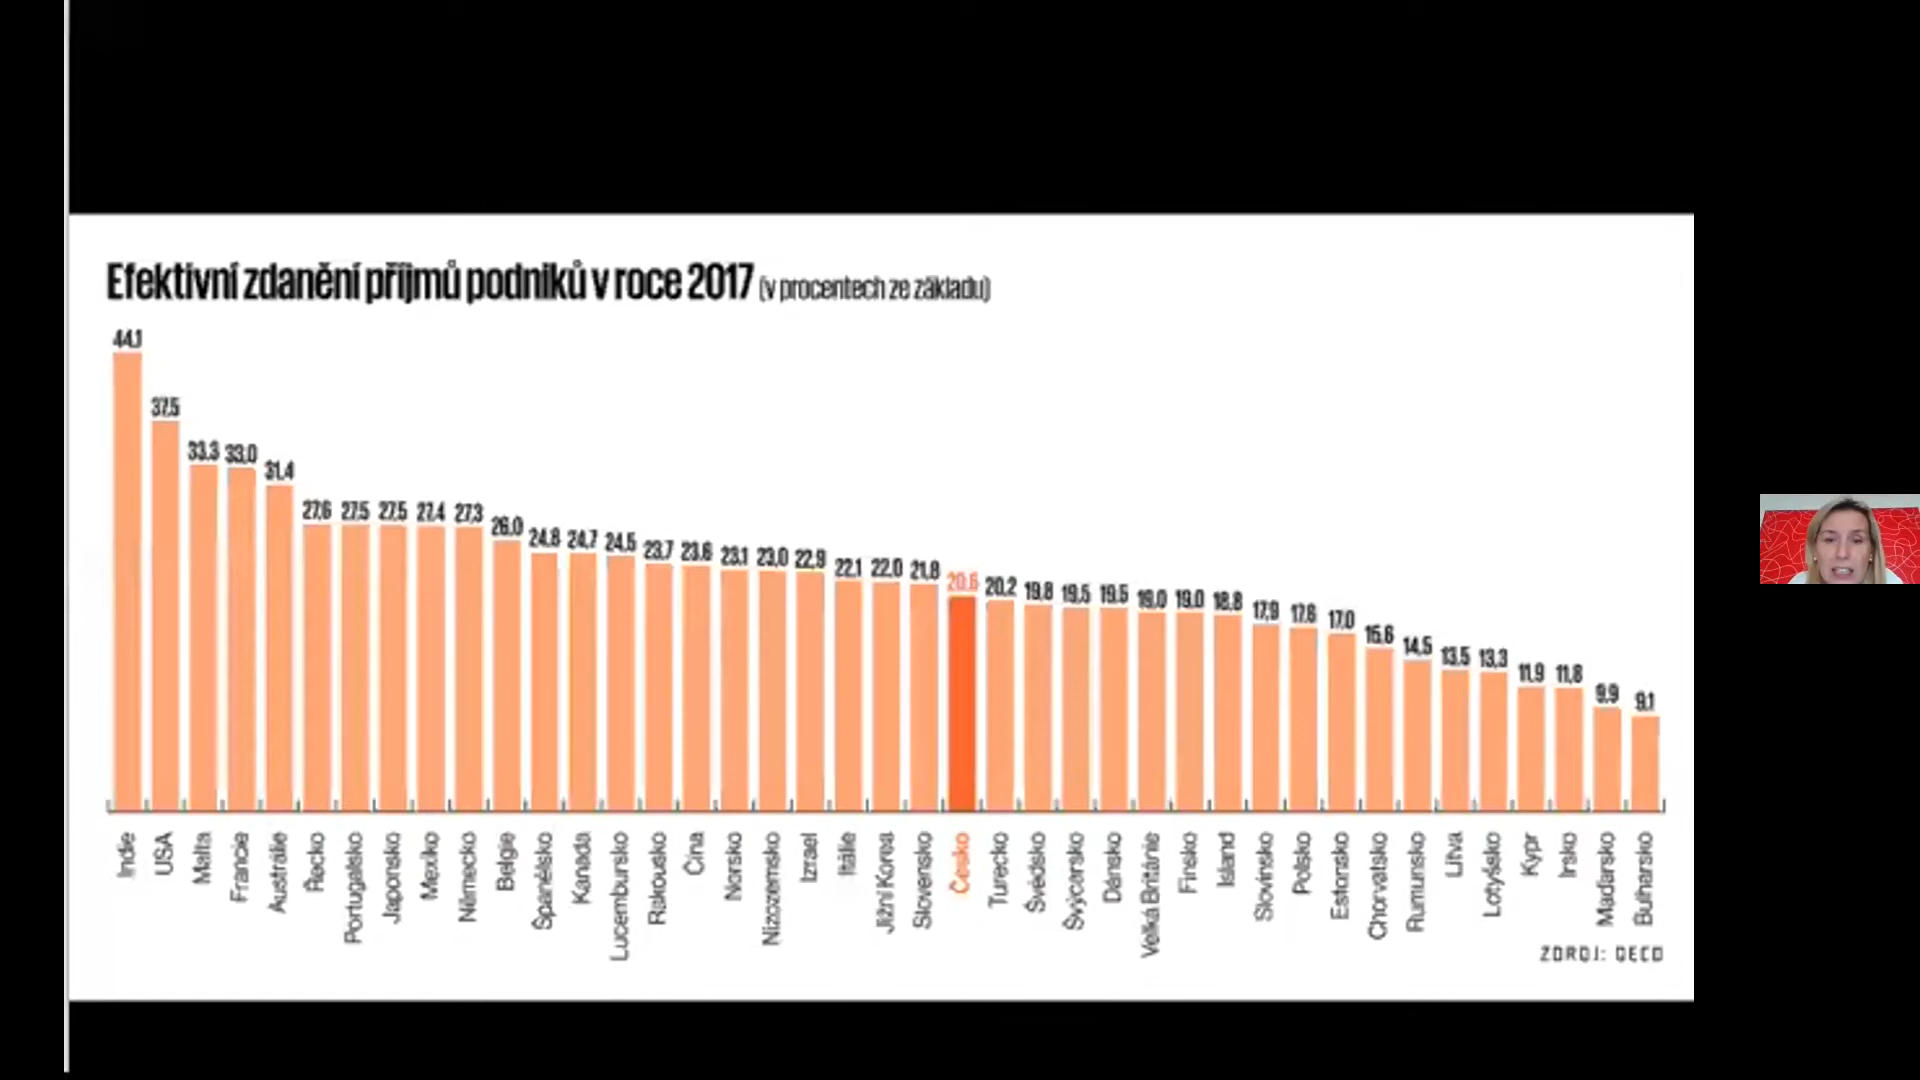 Efektivní zdanění příjmů podniků v roce 2017 (v procentech ze základu)
44,1 37,5 33,3 33,0 31,4 27,6 27,5 27,5 27,4 27,3 26,0 24,8 24,7 24,5 23,7 23,6 23,1 23,0 22,9 22,1 22,0 21,8 20,6 20,2 19,8 19,5 19,5 19,0 19,0 18,8 17,9 17,6 17,0 15,6 14,5 13,5 13,3 11,9 11,8 9,9 9,1
Indie USA Malta Francie Austrálie Řecko Portugalsko Japonsko Mexiko Německo Belgie Španělsko Kanada Lucembursko Rakousko Čína Norsko Nizozemsko Izrael Itálie Jižní Korea Slovensko Česko Turecko Švédsko Švýcarsko Dánsko Velká Británie Finsko Island Slovinsko Polsko Estonsko Chorvatsko Rumunsko Litva Lotyšsko Kypr Irsko Maďarsko Bulharsko
ZDROJ: OECD